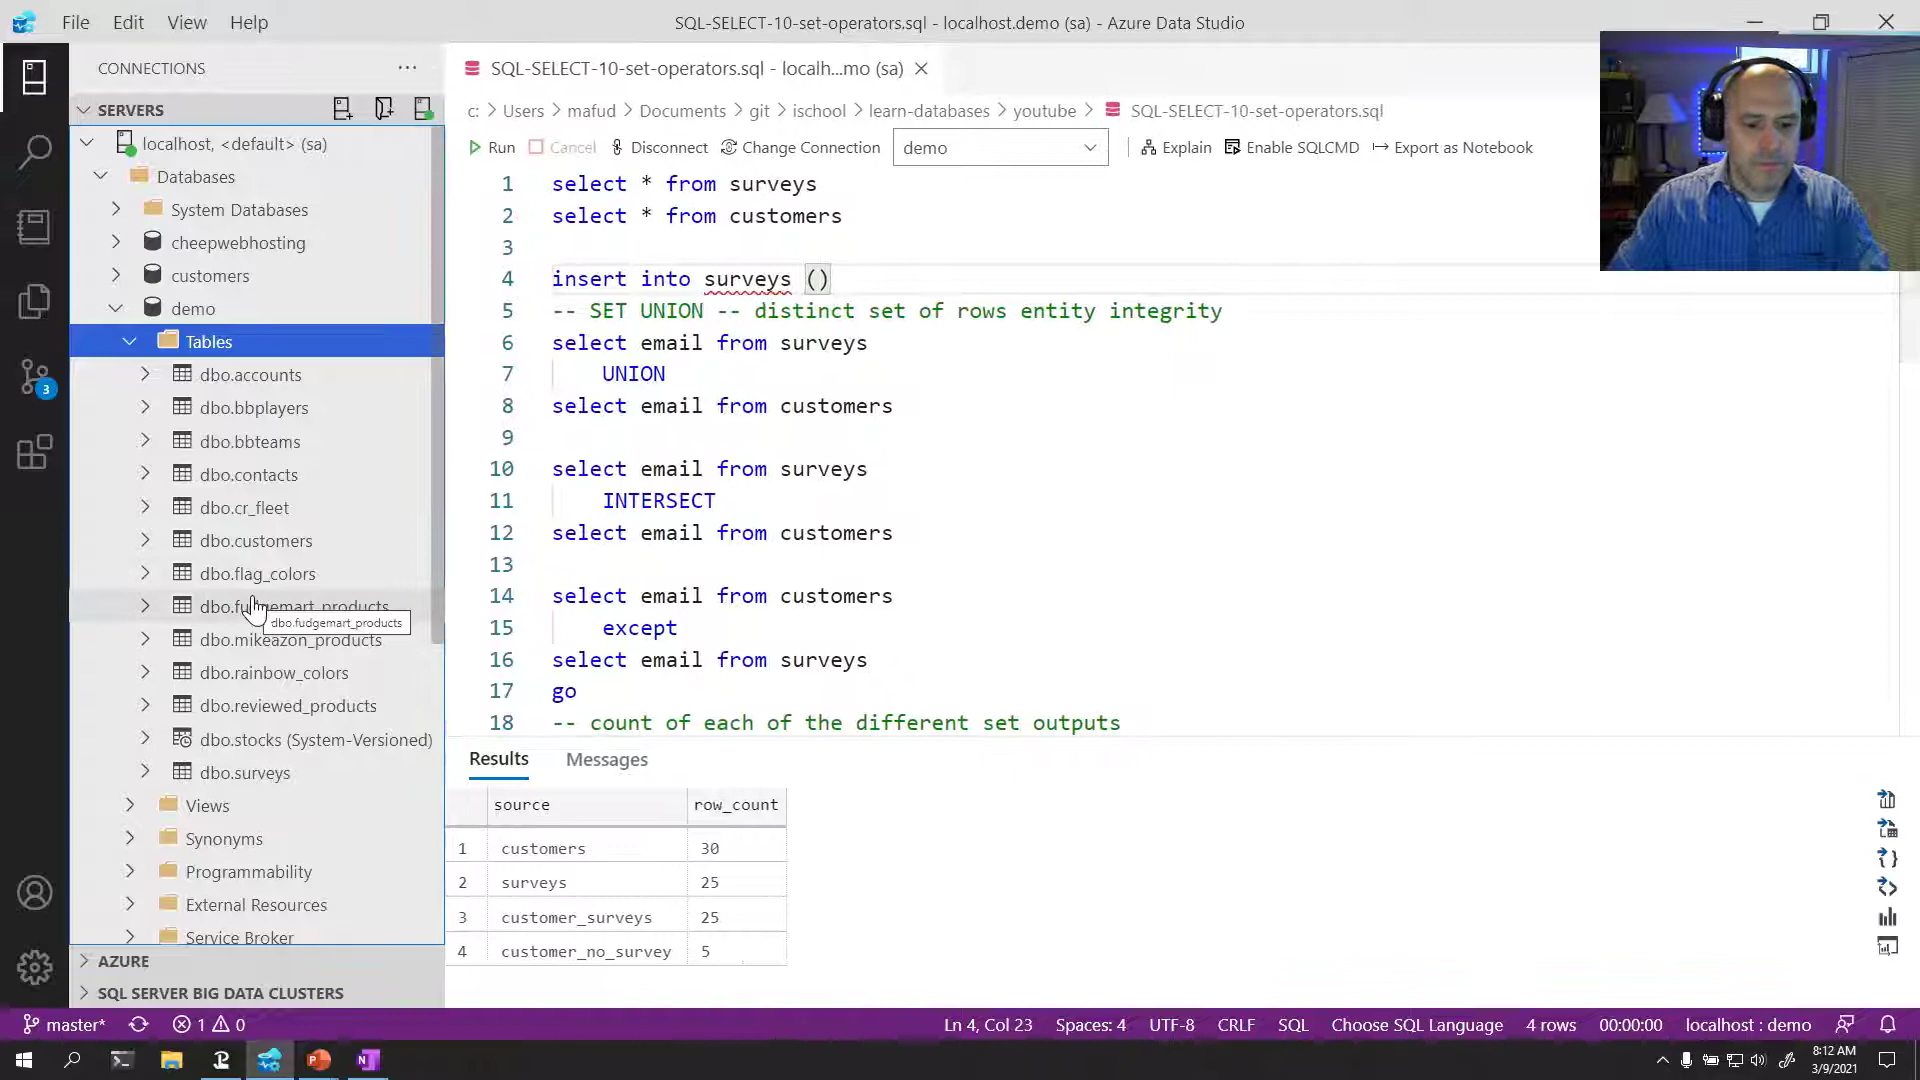 File Edit View Help
SQL-SELECT-10-set-operators.sql - localhost.demo (sa) - Azure Data Studio
CONNECTIONS
SERVERS
localhost, <default> (sa)
Databases
System Databases
cheepwebhosting
customers
demo
Tables
dbo.accounts
dbo.bbplayers
dbo.bbteams
dbo.contacts
dbo.cr_fleet
dbo.customers
dbo.flag_colors
dbo.fudgemart_products
dbo.fudgemart_products
dbo.mikeazon_products
dbo.rainbow_colors
dbo.reviewed_products
dbo.stocks (System-Versioned)
dbo.surveys
Views
Synonyms
Programmability
External Resources
Service Broker
AZURE
SQL SERVER BIG DATA CLUSTERS
3
SQL-SELECT-10-set-operators.sql - localh...mo (sa)
c: > Users > mafud > Documents > git > ischool > learn-databases > youtube > SQL-SELECT-10-set-operators.sql
Run Cancel Disconnect Change Connection demo Explain Enable SQLCMD Export as Notebook
1 select * from surveys
2 select * from customers
3
4 insert into surveys ()
5 -- SET UNION -- distinct set of rows entity integrity
6 select email from surveys
7 UNION
8 select email from customers
9
10 select email from surveys
11 INTERSECT
12 select email from customers
13
14 select email from customers
15 except
16 select email from surveys
17 go
18 -- count of each of the different set outputs
Results Messages
source row_count
1 customers 30
2 surveys 25
3 customer_surveys 25
4 customer_no_survey 5
master* 1 0 Ln 4, Col 23 Spaces: 4 UTF-8 CRLF SQL Choose SQL Language 4 rows 00:00:00 localhost : demo
8:12 AM
3/9/2021